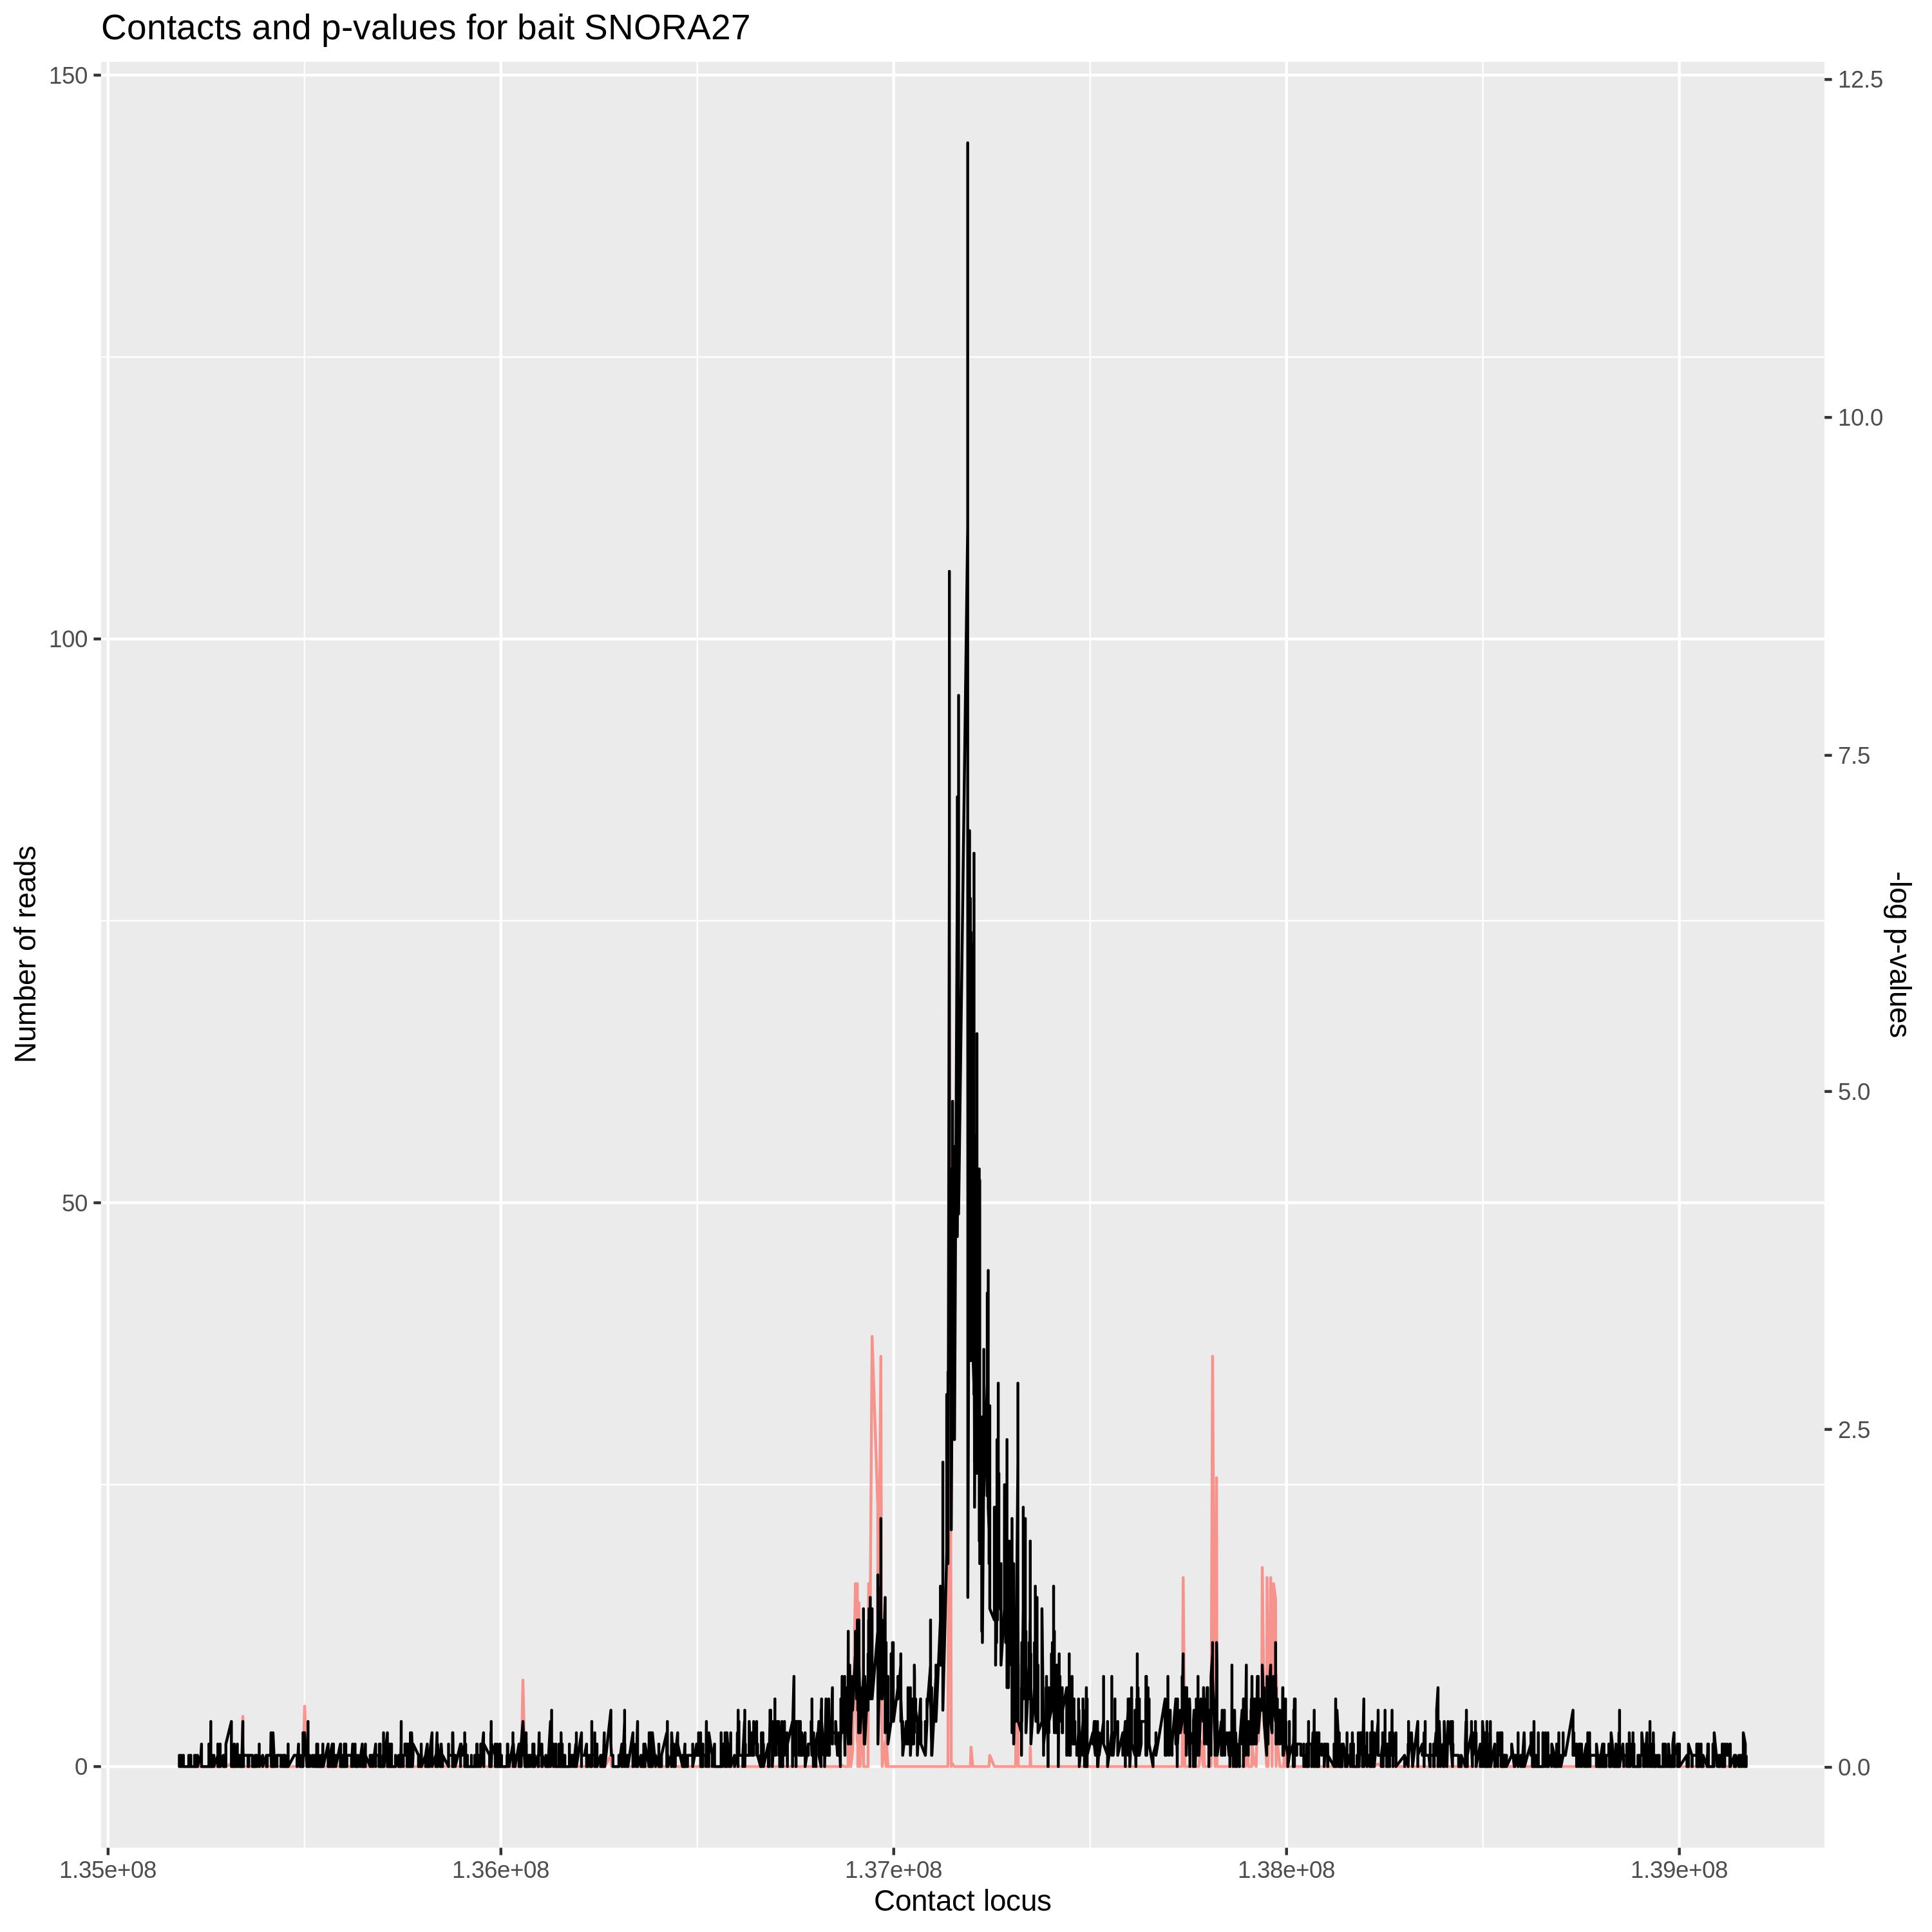 Contacts and p-values for bait SNORA27
150
100
50
0
Number of reads
12.5
10.0
7.5
5.0
2.5
0.0
-log p-values
1.35e+08
1.36e+08
1.37e+08
1.38e+08
1.39e+08
Contact locus